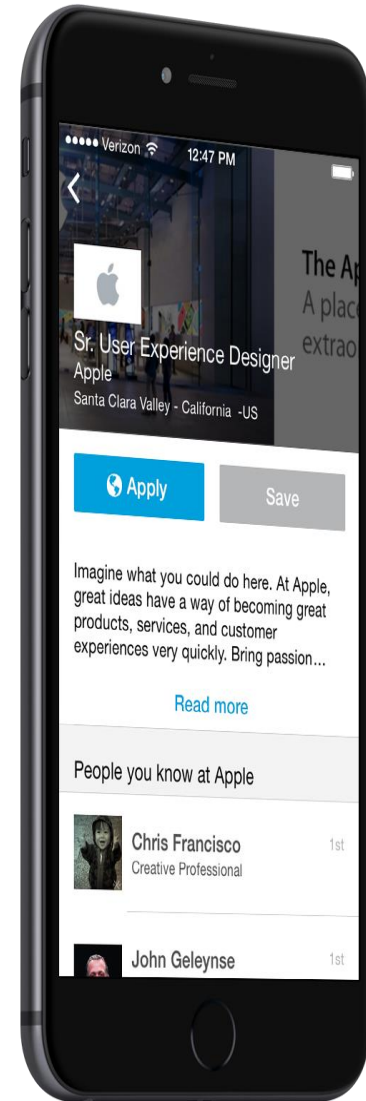 Verizon 12:47 PM
The Ap
A place
extrao
Sr. User Experience Designer
Apple
Santa Clara Valley - California -US
Apply
Save
Imagine what you could do here. At Apple,
great ideas have a way of becoming great
products, services, and customer
experiences very quickly. Bring passion...
Read more
People you know at Apple
Chris Francisco
1st
Creative Professional
John Geleynse
1st